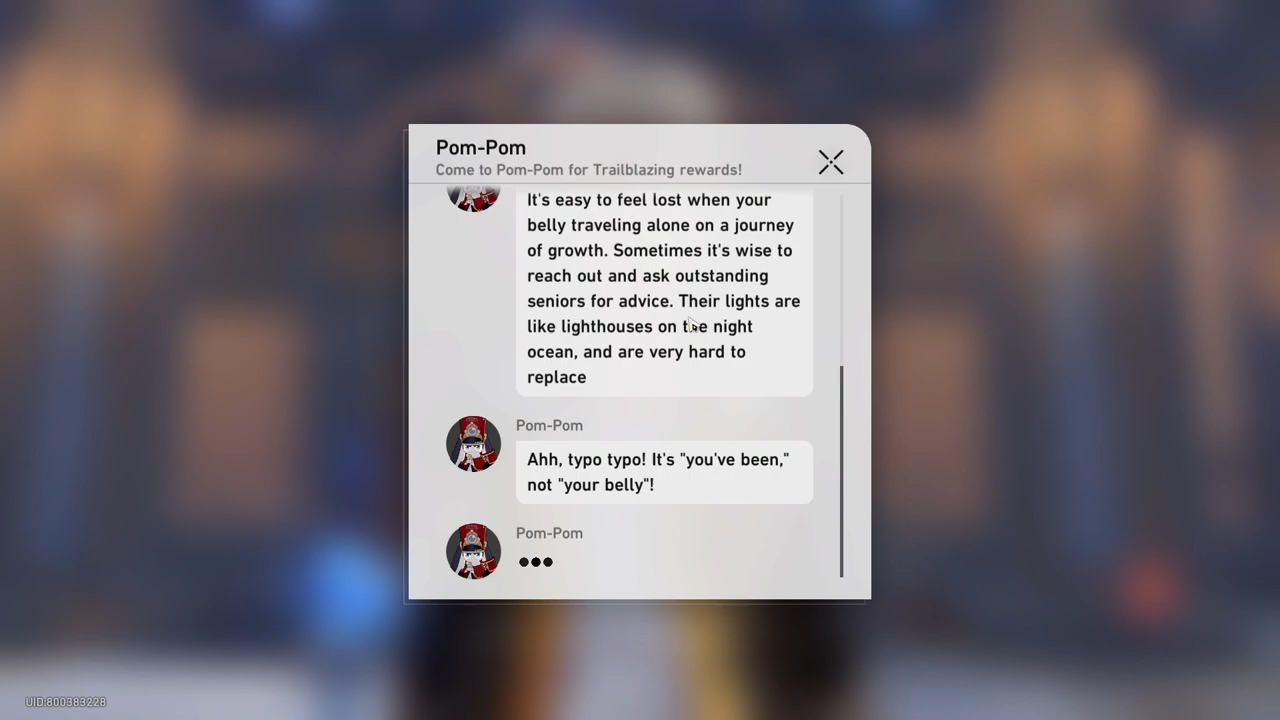 Pom-Pom
Come to Pom-Pom for Trailblazing rewards!
It's easy to feel lost when your
belly traveling alone on a journey
of growth. Sometimes it's wise to
reach out and ask outstanding
seniors for advice. Their lights are
like lighthouses on the night
ocean, and are very hard to
replace
Pom-Pom
Ahh, typo typo! It's "you've been,"
not "your belly"!
Pom-Pom
UID:800383228